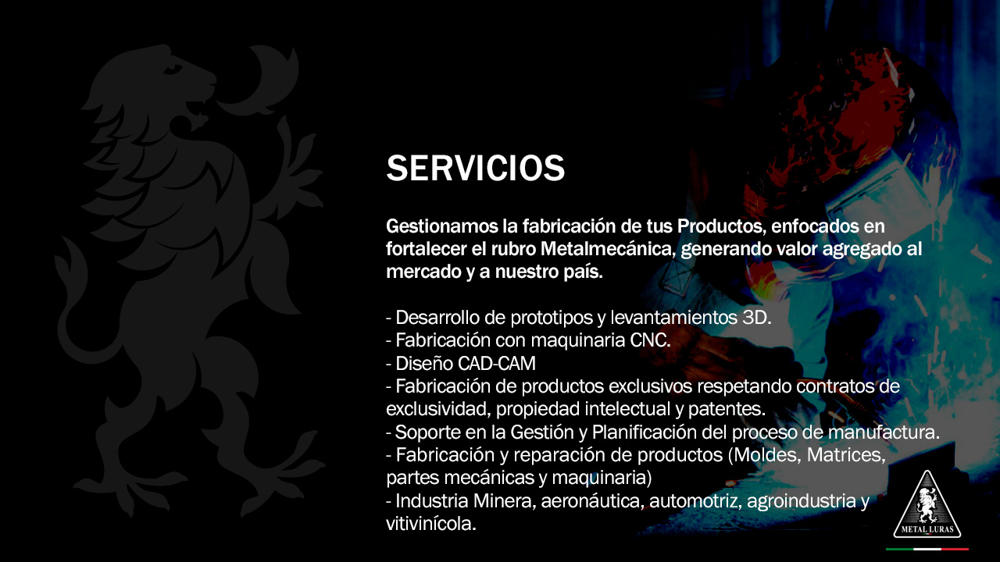 SERVICIOS
Gestionamos la fabricación de tus Productos, enfocados en
fortalecer el rubro Metalmecánica, generando valor agregado al
mercado y a nuestro país.
- Desarrollo de prototipos y levantamientos 3D.
- Fabricación con maquinaria CNC.
- Diseño CAD-CAM
- Fabricación de productos exclusivos respetando contratos de
exclusividad, propiedad intelectual y patentes.
- Soporte en la Gestión y Planificación del proceso de manufactura.
- Fabricación y reparación de productos (Moldes, Matrices,
partes mecánicas y maquinaria)
- Industria Minera, aeronáutica, automotriz, agroindustria y
vitivinícola.
METAL LURAS